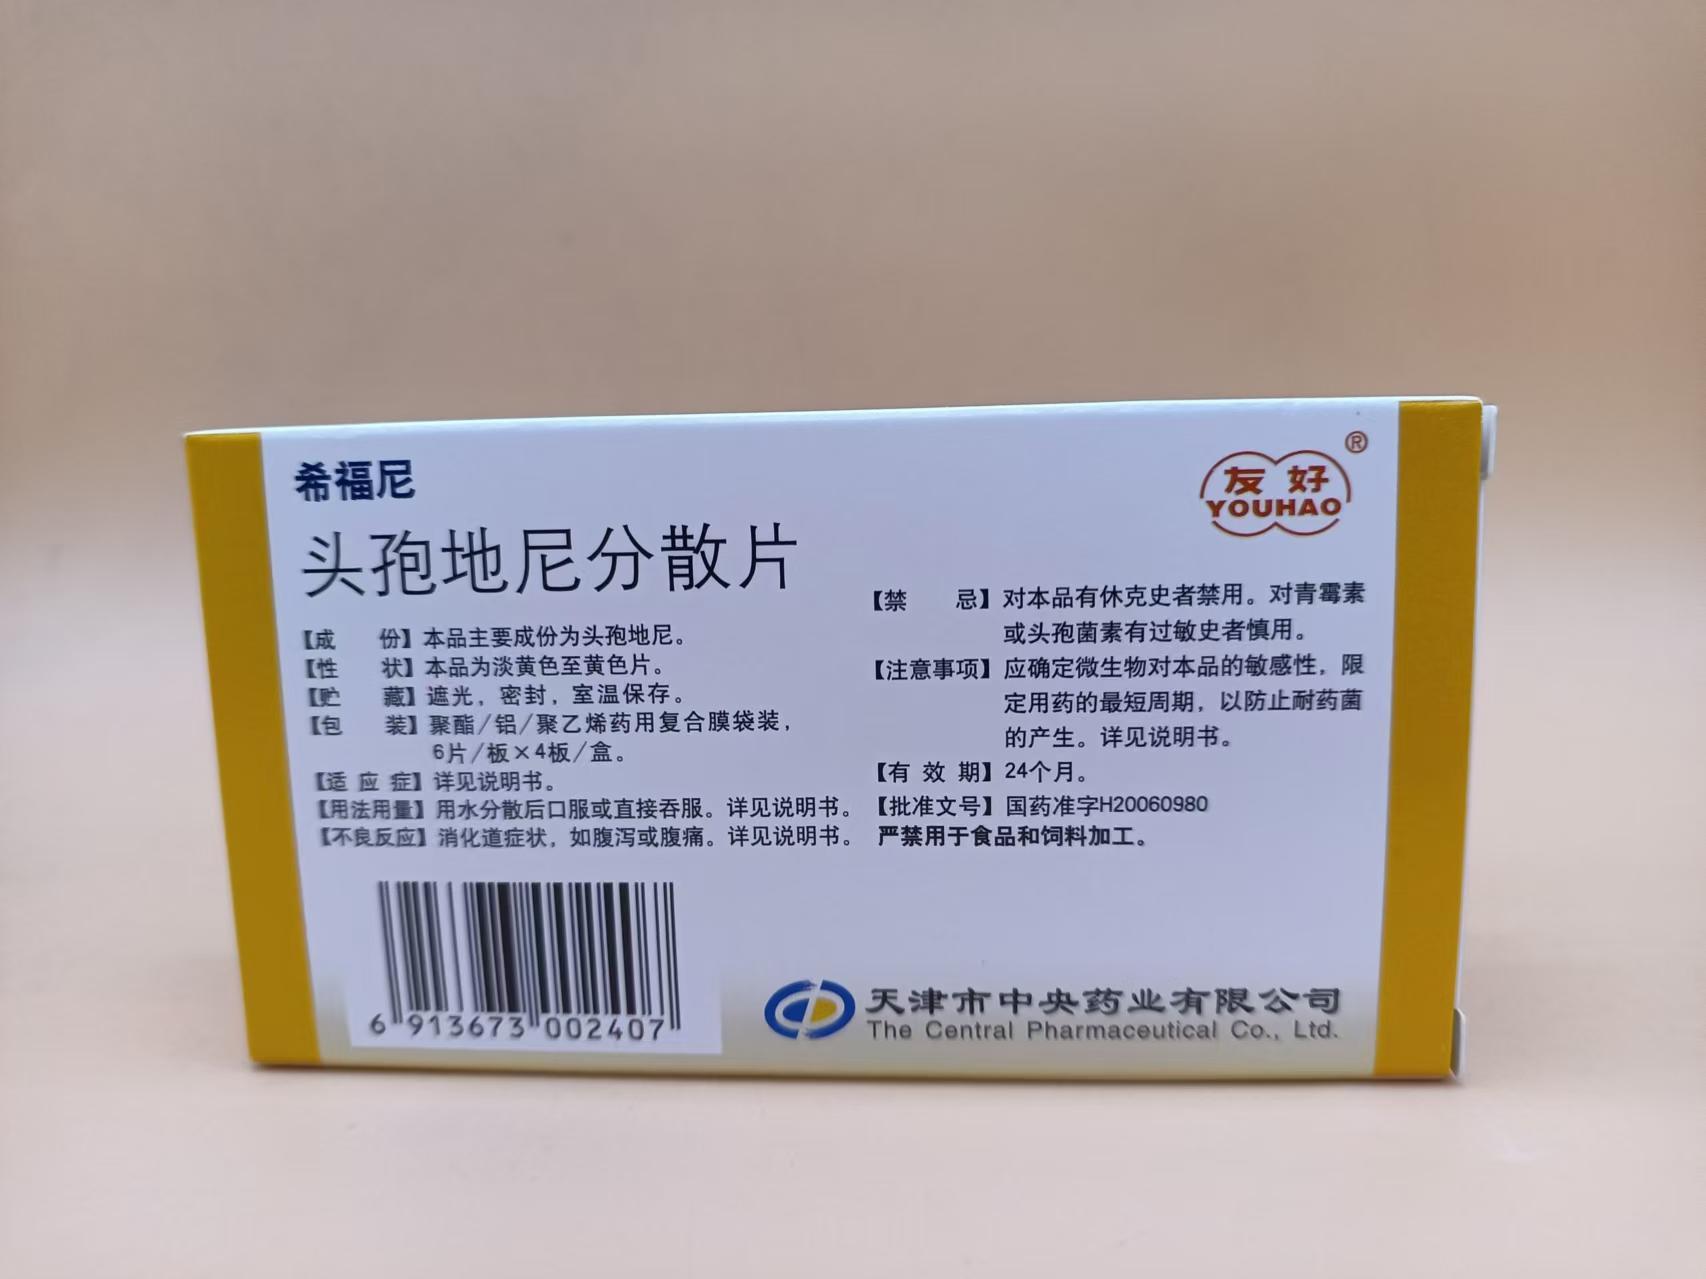 希福尼
友好®
YOUHAO
头孢地尼分散片
【成 份】本品主要成份为头孢地尼。
【性 状】本品为淡黄色至黄色片。
【贮 藏】遮光，密封，室温保存。
【包 装】聚酯/铝/聚乙烯药用复合膜袋装，
6片/板×4板/盒。
【适 应 症】详见说明书。
【用法用量】用水分散后口服或直接吞服。详见说明书。
【不良反应】消化道症状，如腹泻或腹痛。详见说明书。
【禁 忌】对本品有休克史者禁用。对青霉素
或头孢菌素有过敏史者慎用。
【注意事项】应确定微生物对本品的敏感性，限
定用药的最短周期，以防止耐药菌
的产生。详见说明书。
【有 效 期】24个月。
【批准文号】国药准字H20060980
严禁用于食品和饲料加工。
6 913673 002407
天津市中央药业有限公司
The Central Pharmaceutical Co., Ltd.